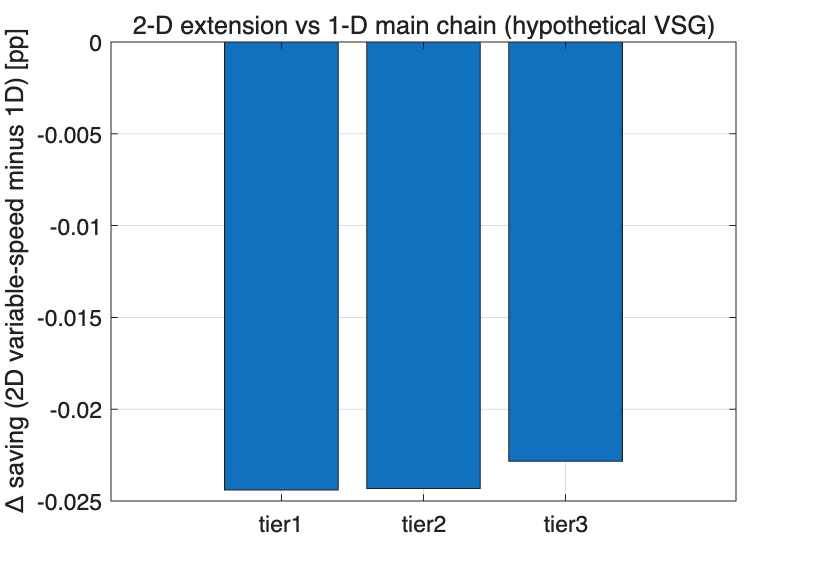 2-D extension vs 1-D main chain (hypothetical VSG)
Δ saving (2D variable-speed minus 1D) [pp]
0
-0.005
-0.01
-0.015
-0.02
-0.025
tier1
tier2
tier3